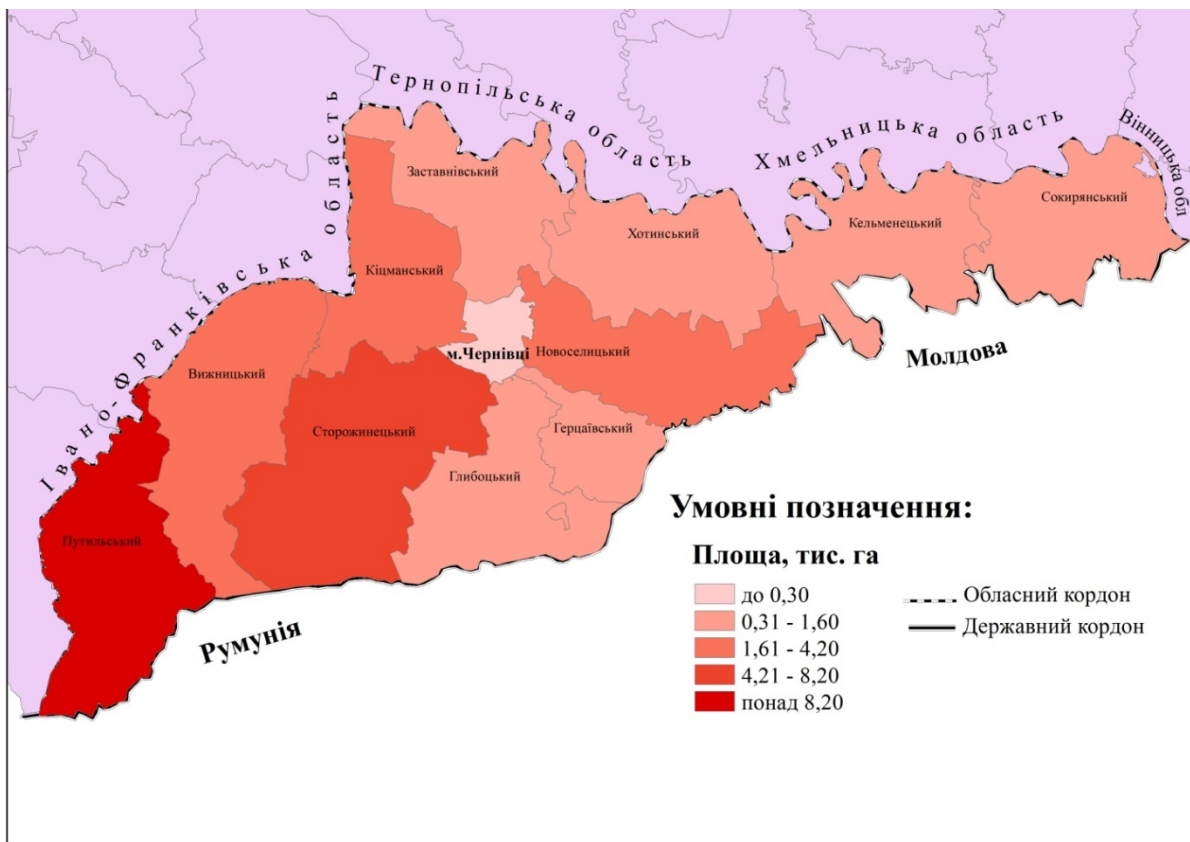 Тернопільська область
Хмельницька область
Вінницька обл
Івано-Франківська область
Заставнівський
Хотинський
Кельменецький
Сокирянський
Кіцманський
м.Чернівці
Новоселицький
Вижницький
Сторожинецький
Герцаївський
Глибоцький
Путильський
Молдова
Румунія
Умовні позначення:
Площа, тис. га
до 0,30
0,31 - 1,60
1,61 - 4,20
4,21 - 8,20
понад 8,20
Обласний кордон
Державний кордон